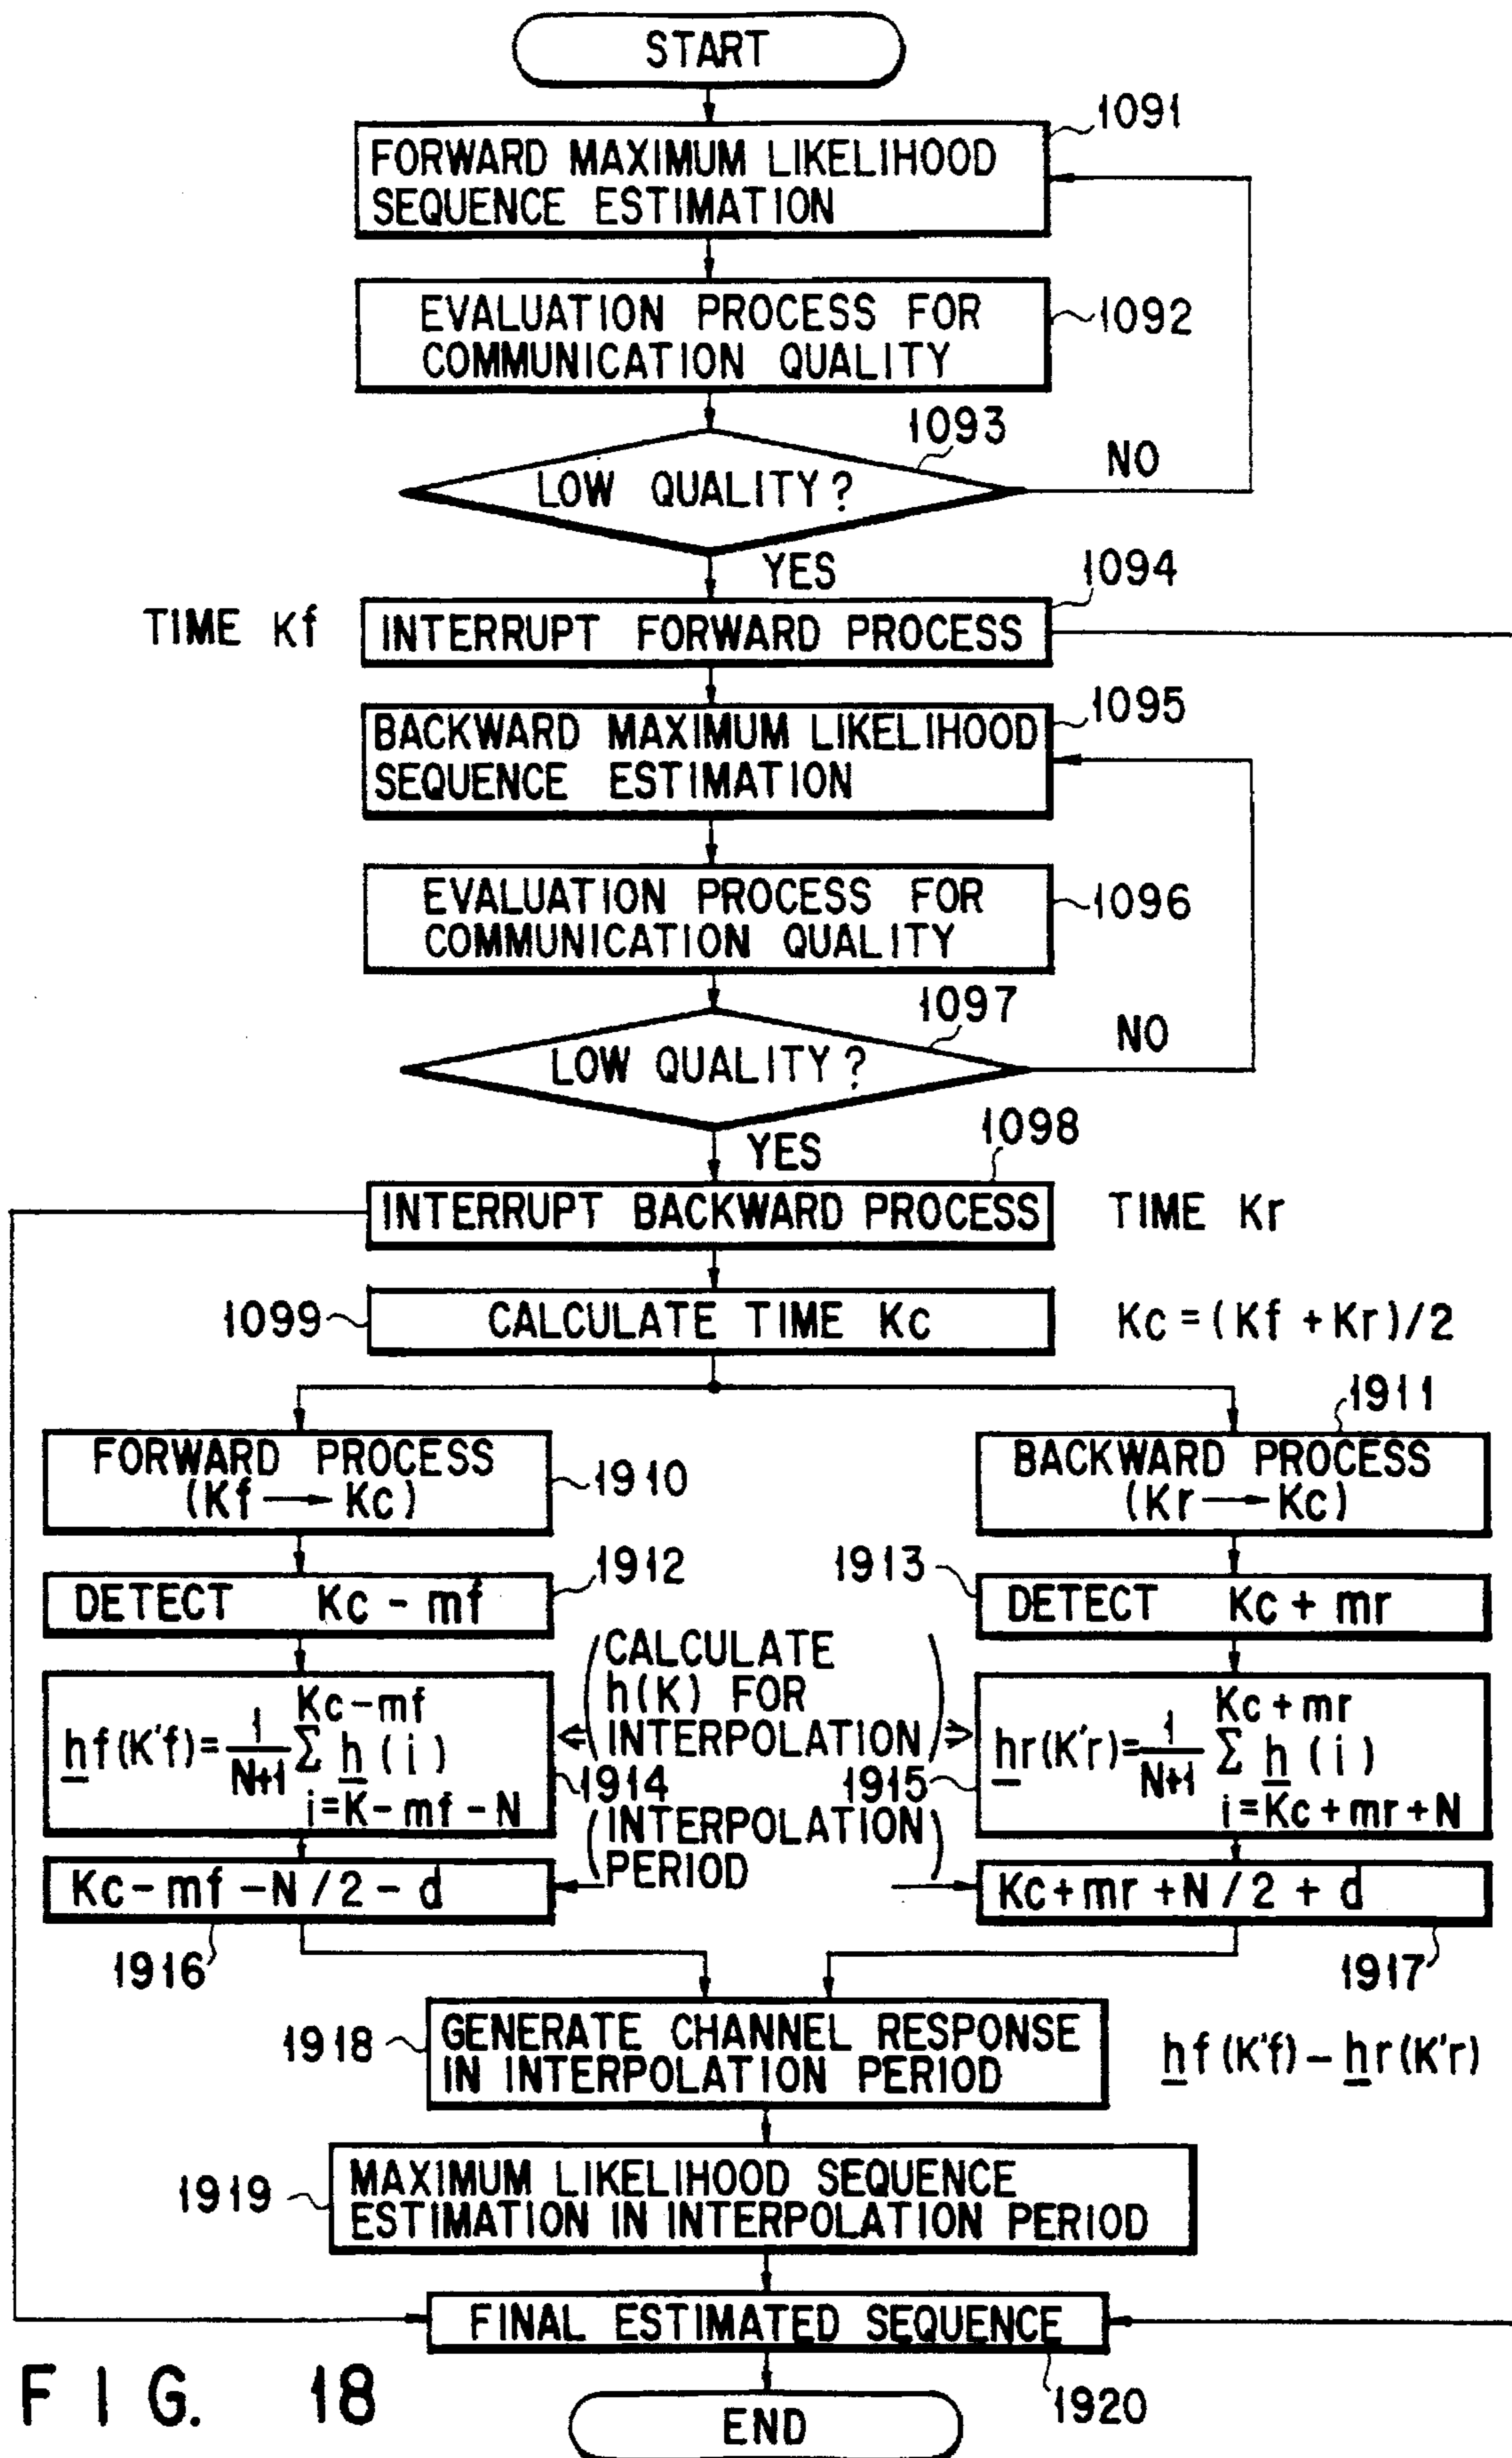 START
1091
FORWARD MAXIMUM LIKELIHOOD
SEQUENCE ESTIMATION
EVALUATION PROCESS FOR
COMMUNICATION QUALITY
1092
1093
LOW QUALITY?
NO
YES
1094
TIME Kf
INTERRUPT FORWARD PROCESS
1095
BACKWARD MAXIMUM LIKELIHOOD
SEQUENCE ESTIMATION
EVALUATION PROCESS FOR
COMMUNICATION QUALITY
1096
1097
LOW QUALITY?
NO
YES
1098
INTERRUPT BACKWARD PROCESS
TIME Kr
1099
CALCULATE TIME Kc
Kc = (Kf + Kr)/2
1911
FORWARD PROCESS
(Kf → Kc)
1910
BACKWARD PROCESS
(Kr → Kc)
1912
DETECT Kc - mf
1913
DETECT Kc + mr
(CALCULATE
h(K) FOR
INTERPOLATION)
hf(K'f)= 1/N+1 Σ h(i)
Kc-mf
i=K-mf-N
1914
1915
hr(K'r)= 1/N+1 Σ h(i)
Kc+mr
i=Kc+mr+N
(INTERPOLATION
PERIOD)
Kc-mf-N/2-d
Kc+mr+N/2+d
1916
1917
1918
GENERATE CHANNEL RESPONSE
IN INTERPOLATION PERIOD
hf(K'f)-hr(K'r)
1919
MAXIMUM LIKELIHOOD SEQUENCE
ESTIMATION IN INTERPOLATION PERIOD
FINAL ESTIMATED SEQUENCE
1920
END
FIG. 18